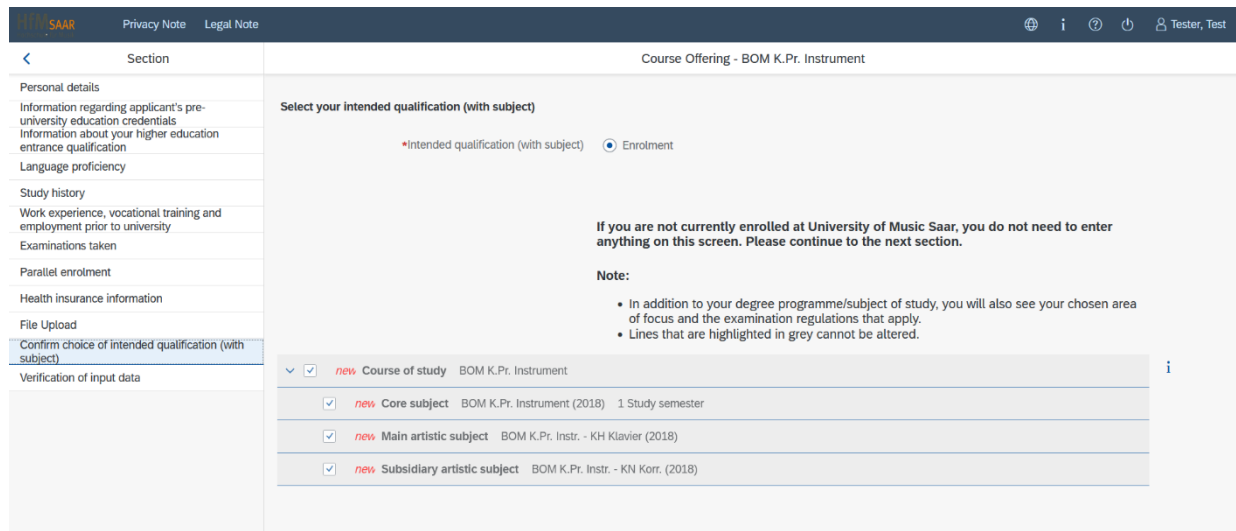 HfM SAAR Privacy Note Legal Note i ? Tester, Test
Section
Course Offering - BOM K.Pr. Instrument
Personal details
Information regarding applicant's pre-
university education credentials
Information about your higher education
entrance qualification
Language proficiency
Study history
Work experience, vocational training and
employment prior to university
Examinations taken
Parallel enrolment
Health insurance information
File Upload
Confirm choice of intended qualification (with
subject)
Verification of input data
Select your intended qualification (with subject)
*Intended qualification (with subject) Enrolment
If you are not currently enrolled at University of Music Saar, you do not need to enter
anything on this screen. Please continue to the next section.
Note:
• In addition to your degree programme/subject of study, you will also see your chosen area
of focus and the examination regulations that apply.
• Lines that are highlighted in grey cannot be altered.
new Course of study BOM K.Pr. Instrument i
new Core subject BOM K.Pr. Instrument (2018) 1 Study semester
new Main artistic subject BOM K.Pr. Instr. - KH Klavier (2018)
new Subsidiary artistic subject BOM K.Pr. Instr. - KN Korr. (2018)